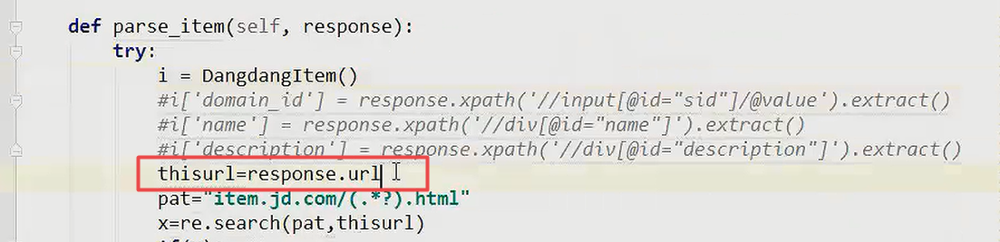 def parse_item(self, response):
try:
i = DangdangItem()
#i['domain_id'] = response.xpath('//input[@id="sid"]/@value').extract()
#i['name'] = response.xpath('//div[@id="name"]').extract()
#i['description'] = response.xpath('//div[@id="description"]').extract()
thisurl=response.url
pat="item.jd.com/(.*?).html"
x=re.search(pat,thisurl)